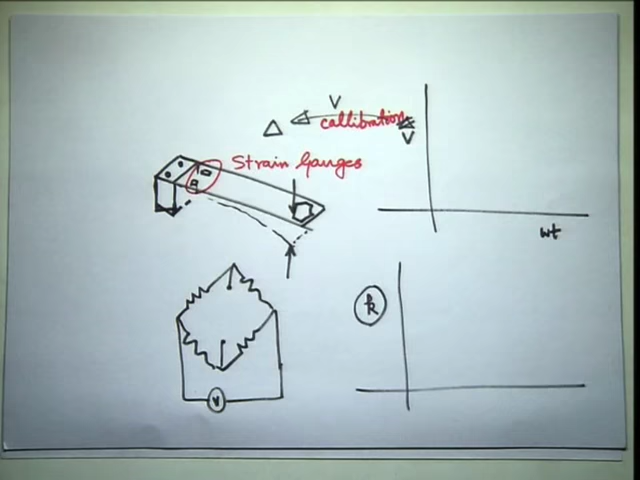 V
Δ callibration
V
Strain Gauges
wt
k
V